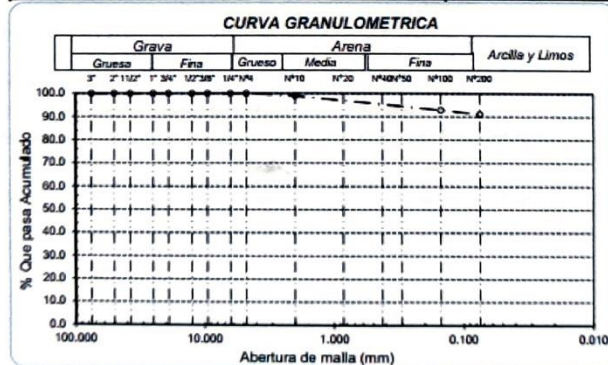 CURVA GRANULOMETRICA
Grava Arena Arcilla y Limos
Gruesa Fina Grueso Media Fina
3" 2" 1 1/2" 1" 3/4" 1/2" 3/8" 1/4" Nº4 Nº10 Nº20 Nº40 Nº50 Nº100 Nº200
% Que pasa Acumulado
100.0
90.0
80.0
70.0
60.0
50.0
40.0
30.0
20.0
10.0
0.0
100.000 10.000 1.000 0.100 0.010
Abertura de malla (mm)